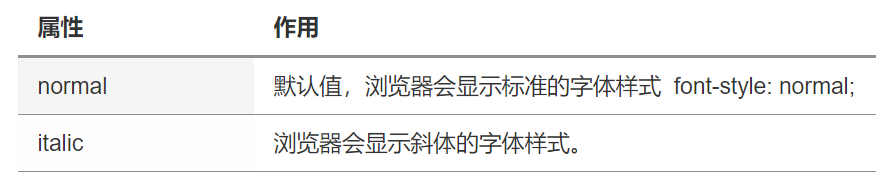 属性 作用
normal 默认值，浏览器会显示标准的字体样式 font-style: normal;
italic 浏览器会显示斜体的字体样式。